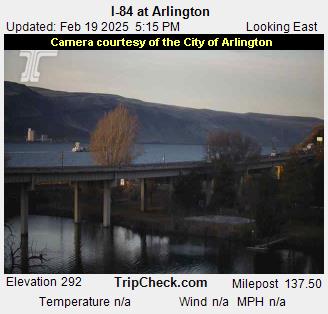 I-84 at Arlington
Updated: Feb 19 2025 5:15 PM Looking East
Camera courtesy of the City of Arlington
Elevation 292 TripCheck.com Milepost 137.50
Temperature n/a Wind n/a MPH n/a